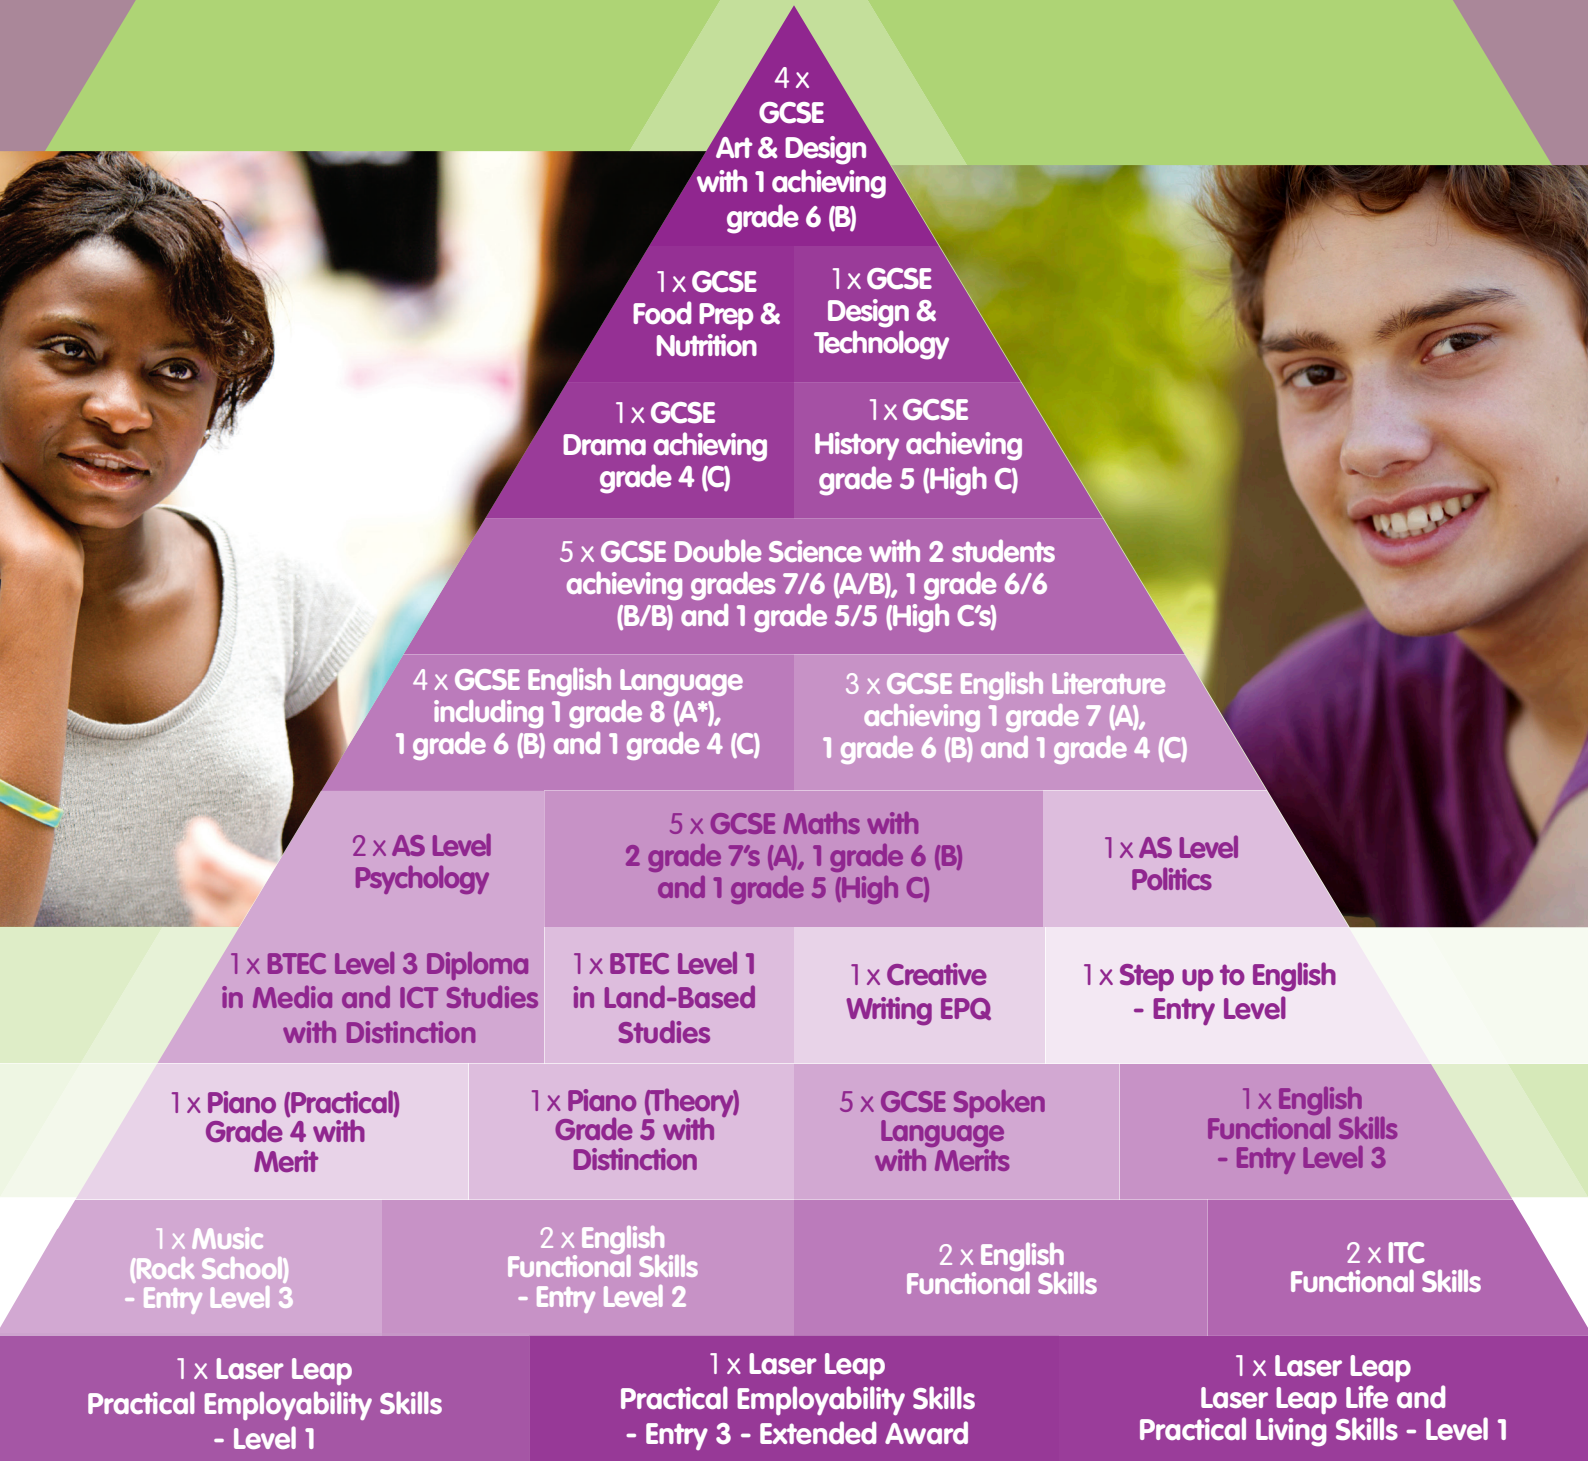 4 x
GCSE
Art & Design
with 1 achieving
grade 6 (B)
1 x GCSE
Food Prep &
Nutrition
1 x GCSE
Design &
Technology
1 x GCSE
Drama achieving
grade 4 (C)
1 x GCSE
History achieving
grade 5 (High C)
5 x GCSE Double Science with 2 students
achieving grades 7/6 (A/B), 1 grade 6/6
(B/B) and 1 grade 5/5 (High C’s)
4 x GCSE English Language
including 1 grade 8 (A*),
1 grade 6 (B) and 1 grade 4 (C)
3 x GCSE English Literature
achieving 1 grade 7 (A),
1 grade 6 (B) and 1 grade 4 (C)
2 x AS Level
Psychology
5 x GCSE Maths with
2 grade 7’s (A), 1 grade 6 (B)
and 1 grade 5 (High C)
1 x AS Level
Politics
1 x BTEC Level 3 Diploma
in Media and ICT Studies
with Distinction
1 x BTEC Level 1
in Land-Based
Studies
1 x Creative
Writing EPQ
1 x Step up to English
- Entry Level
1 x Piano (Practical)
Grade 4 with
Merit
1 x Piano (Theory)
Grade 5 with
Distinction
5 x GCSE Spoken
Language
with Merits
1 x English
Functional Skills
- Entry Level 3
1 x Music
(Rock School)
- Entry Level 3
2 x English
Functional Skills
- Entry Level 2
2 x English
Functional Skills
2 x ITC
Functional Skills
1 x Laser Leap
Practical Employability Skills
- Level 1
1 x Laser Leap
Practical Employability Skills
- Entry 3 - Extended Award
1 x Laser Leap
Laser Leap Life and
Practical Living Skills - Level 1